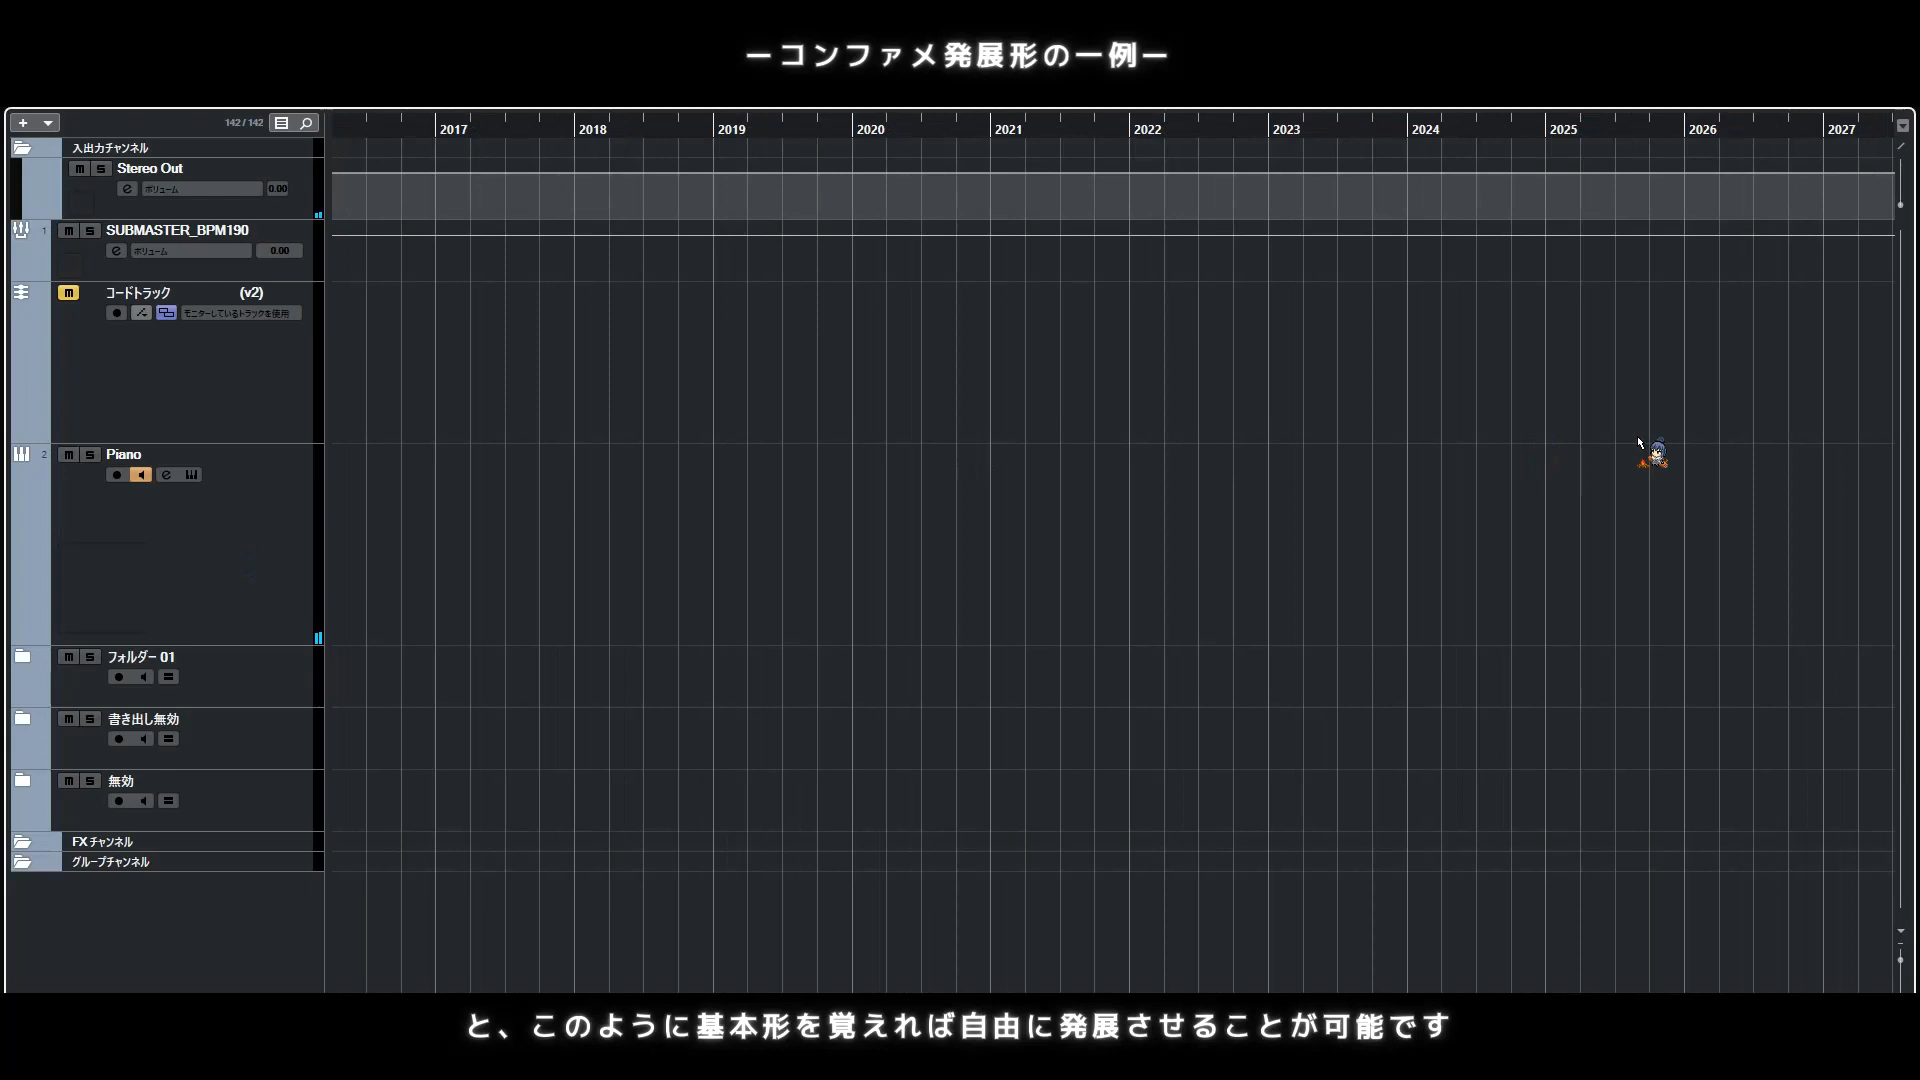 ーコンファメ発展形の一例ー
142 / 142
2017 2018 2019 2020 2021 2022 2023 2024 2025 2026 2027
入出力チャンネル
m S Stereo Out
e ボリューム 0.00
1 m S SUBMASTER_BPM190
e ボリューム 0.00
m コードトラック (v2)
モニターしているトラックを使用
2 m S Piano
e
m S フォルダー 01
m S 書き出し無効
m S 無効
FX チャンネル
グループチャンネル
と、このように基本形を覚えれば自由に発展させることが可能です